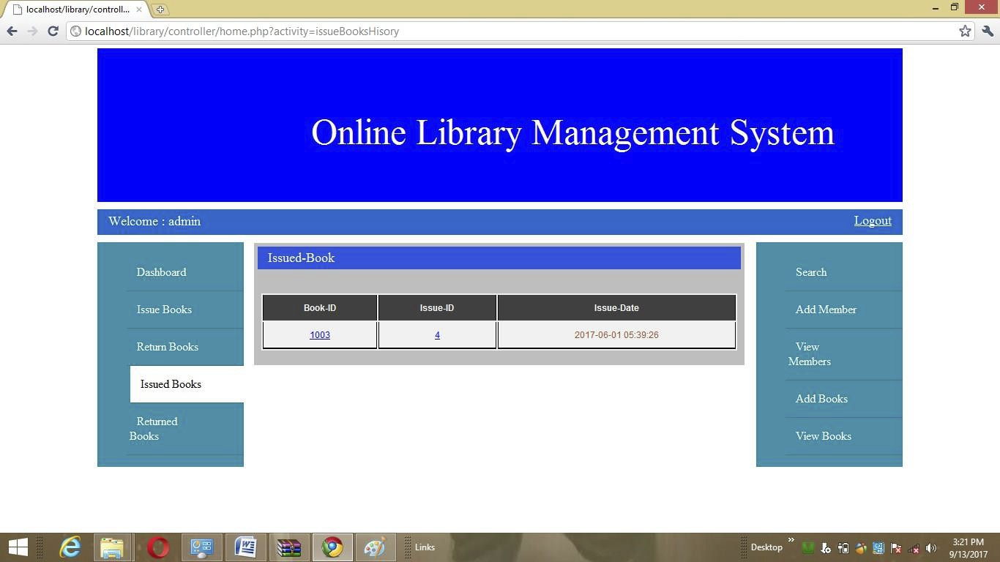 localhost/library/controll...
localhost/library/controller/home.php?activity=issueBooksHisory
Online Library Management System
Welcome : admin
Logout
Dashboard
Issue Books
Return Books
Issued Books
Returned
Books
Issued-Book
Book-ID Issue-ID Issue-Date
1003 4 2017-06-01 05:39:26
Search
Add Member
View
Members
Add Books
View Books
Links
Desktop
3:21 PM
9/13/2017